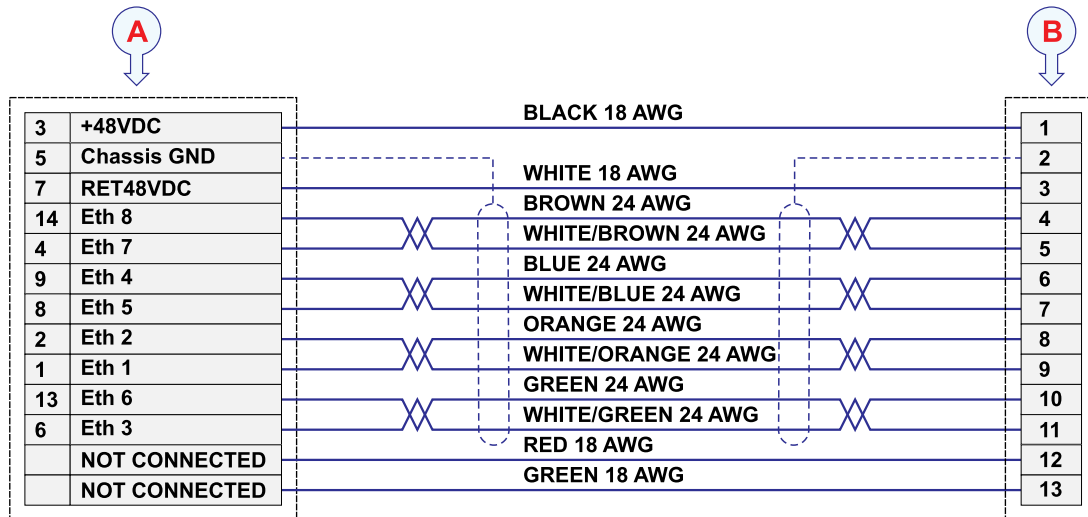 A B
BLACK 18 AWG
3 +48VDC 1
5 Chassis GND 2
WHITE 18 AWG
7 RET48VDC 3
BROWN 24 AWG
14 Eth 8 4
WHITE/BROWN 24 AWG
4 Eth 7 5
BLUE 24 AWG
9 Eth 4 6
WHITE/BLUE 24 AWG
8 Eth 5 7
ORANGE 24 AWG
2 Eth 2 8
WHITE/ORANGE 24 AWG
1 Eth 1 9
GREEN 24 AWG
13 Eth 6 10
WHITE/GREEN 24 AWG
6 Eth 3 11
RED 18 AWG
NOT CONNECTED 12
GREEN 18 AWG
NOT CONNECTED 13